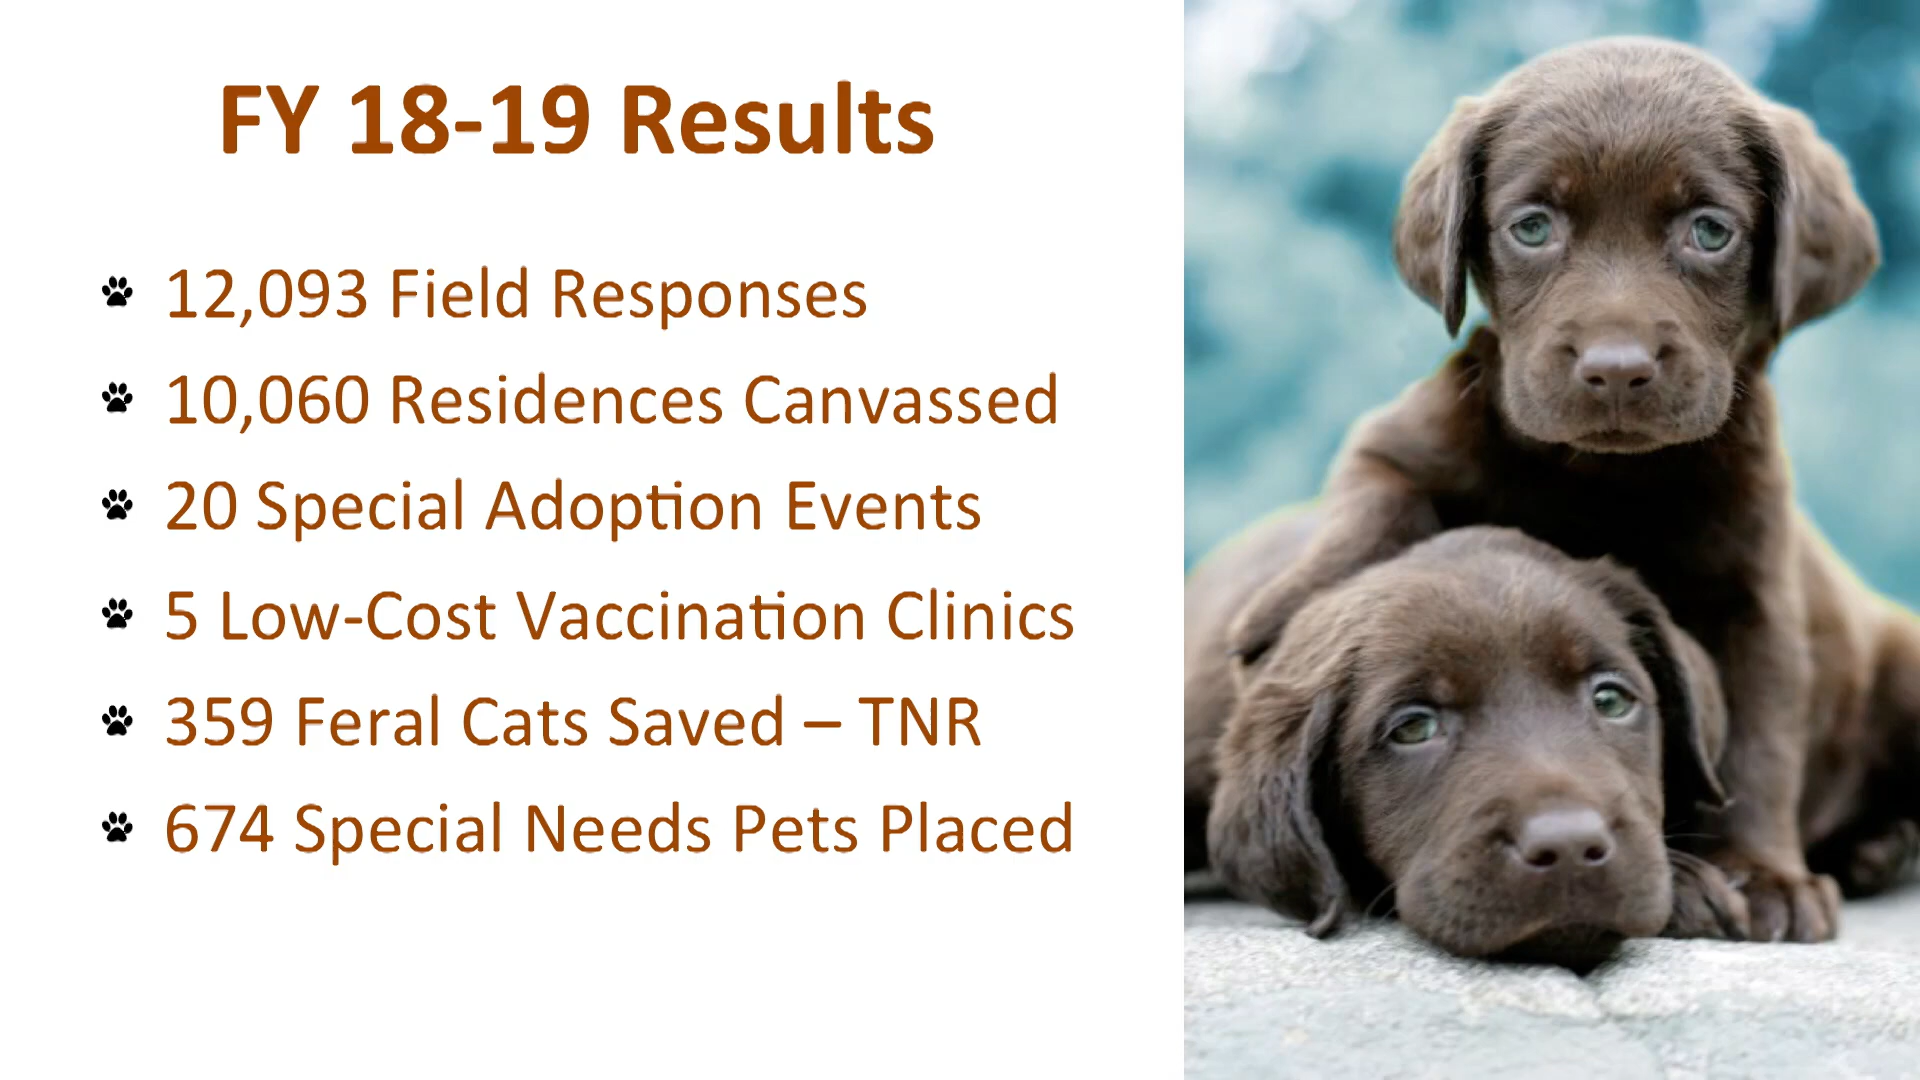 FY 18-19 Results
12,093 Field Responses
10,060 Residences Canvassed
20 Special Adoption Events
5 Low-Cost Vaccination Clinics
359 Feral Cats Saved – TNR
674 Special Needs Pets Placed